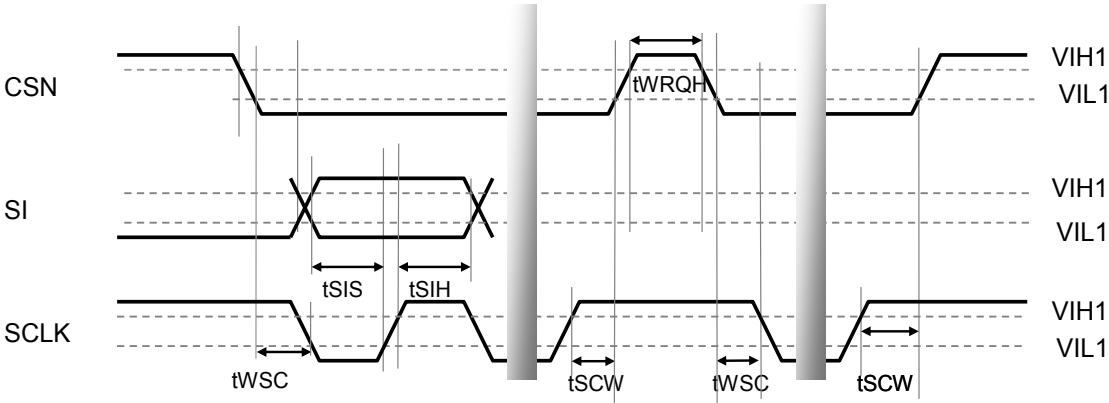 CSN
VIH1
VIL1
tWRQH
SI
VIH1
VIL1
tSIS
tSIH
SCLK
VIH1
VIL1
tWSC
tSCW
tWSC
tSCW